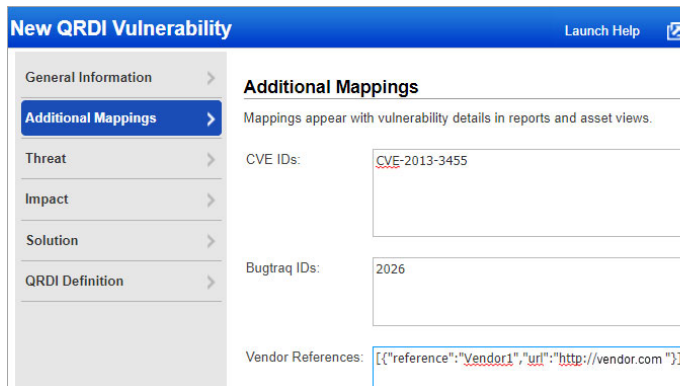 New QRDI Vulnerability
Launch Help
General Information
Additional Mappings
Threat
Impact
Solution
QRDI Definition
Additional Mappings
Mappings appear with vulnerability details in reports and asset views.
CVE IDs:
CVE-2013-3455
Bugtraq IDs:
2026
Vendor References:
[{"reference":"Vendor1","url":"http://vendor.com "}]